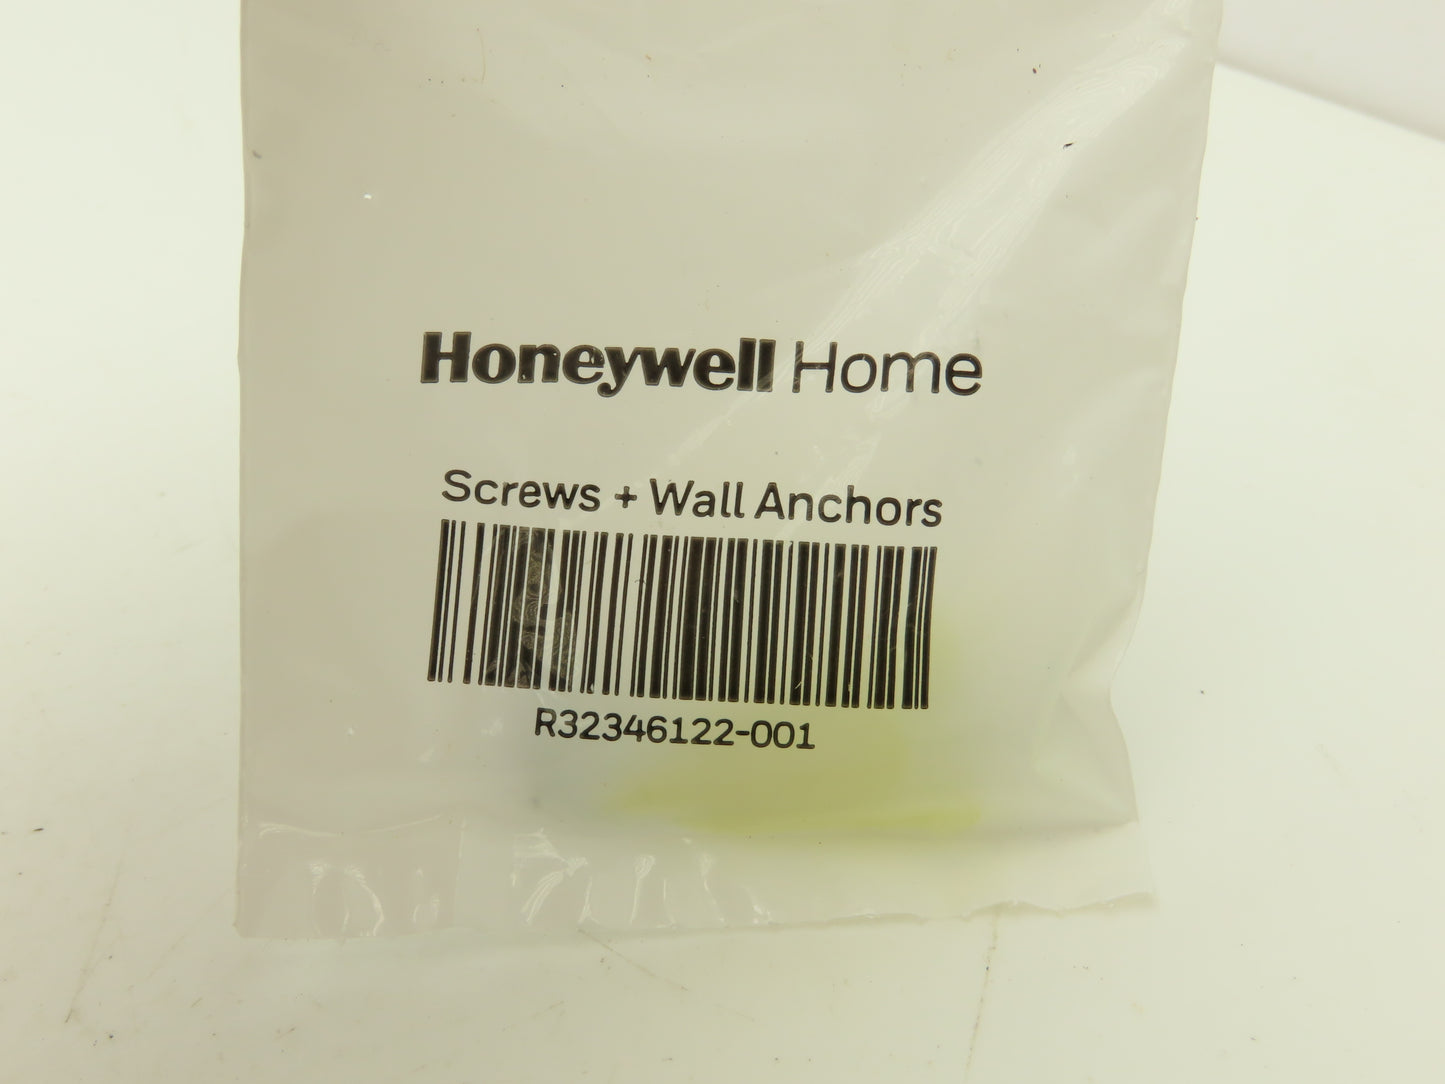 Honeywell Home
Screws + Wall Anchors
R32346122-001